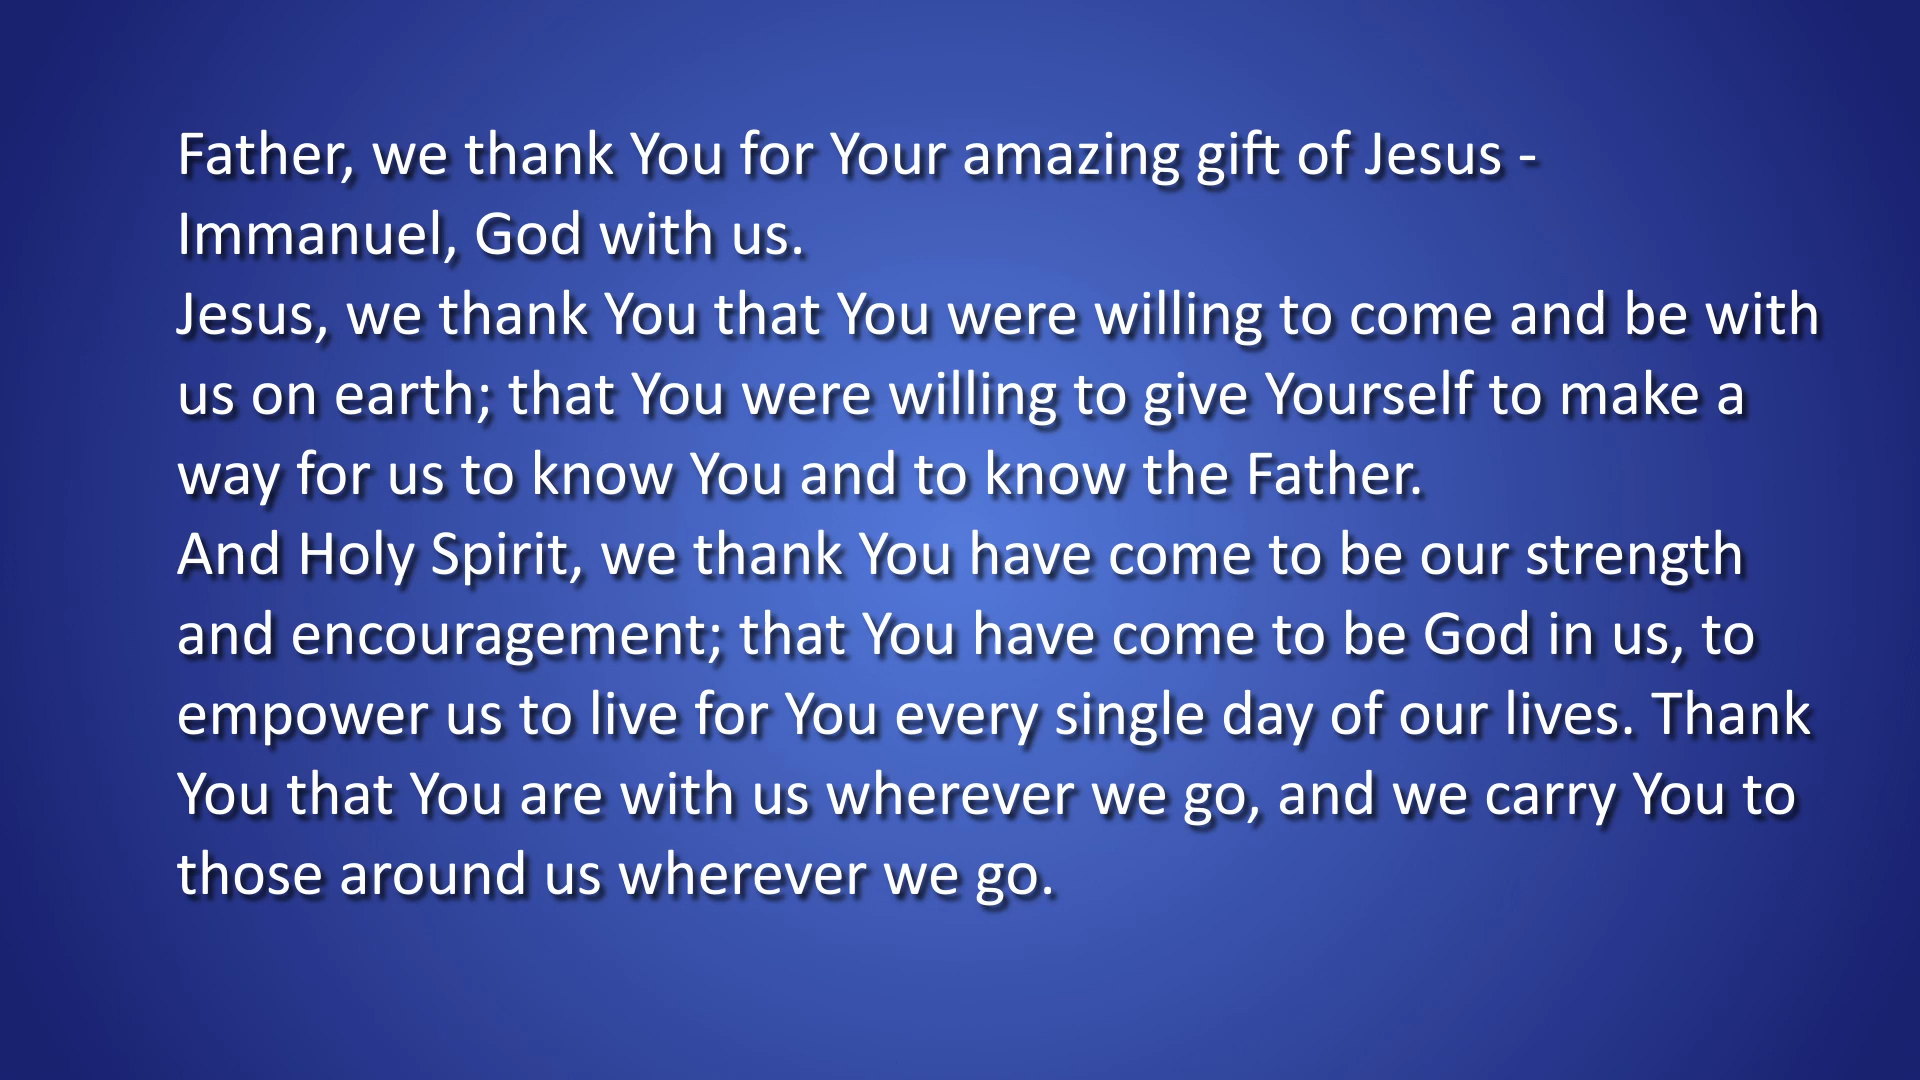 Father, we thank You for Your amazing gift of Jesus -
Immanuel, God with us.
Jesus, we thank You that You were willing to come and be with
us on earth; that You were willing to give Yourself to make a
way for us to know You and to know the Father.
And Holy Spirit, we thank You have come to be our strength
and encouragement; that You have come to be God in us, to
empower us to live for You every single day of our lives. Thank
You that You are with us wherever we go, and we carry You to
those around us wherever we go.